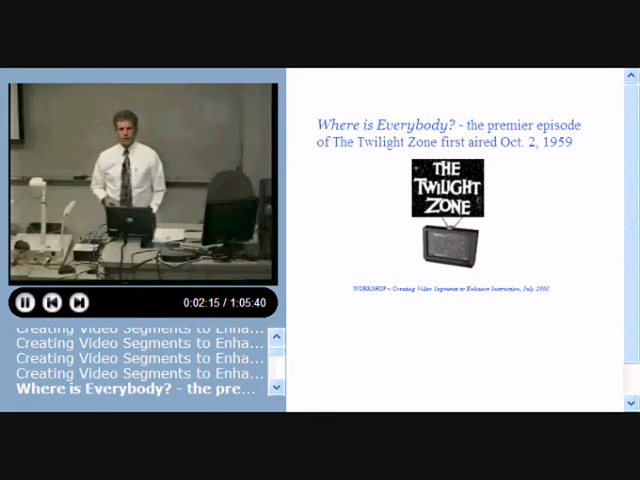 Where is Everybody? - the premier episode
of The Twilight Zone first aired Oct. 2, 1959
THE
TWILIGHT
ZONE
WORKSHOP ~ Creating Video Segments to Enhance Instruction, July 2003
0:02:15 / 1:05:40
Creating Video Segments to Enha...
Creating Video Segments to Enha...
Creating Video Segments to Enha...
Creating Video Segments to Enha...
Where is Everybody? - the pre...